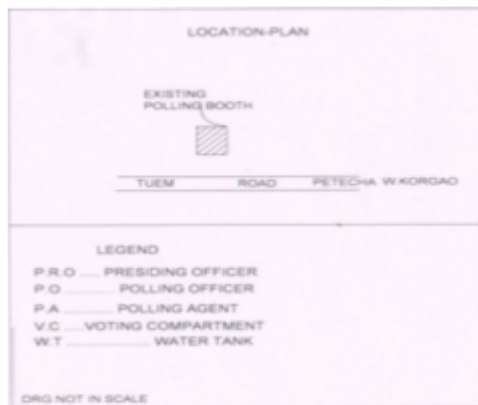 LOCATION-PLAN
EXISTING
POLLING BOOTH
TUEM ROAD PETECHA W.KORGAO
LEGEND
P.R.O ..... PRESIDING OFFICER
P.O ............ POLLING OFFICER
P.A ............ POLLING AGENT
V.C .....VOTING COMPARTMENT
W.T ................... WATER TANK
DRG.NOT IN SCALE